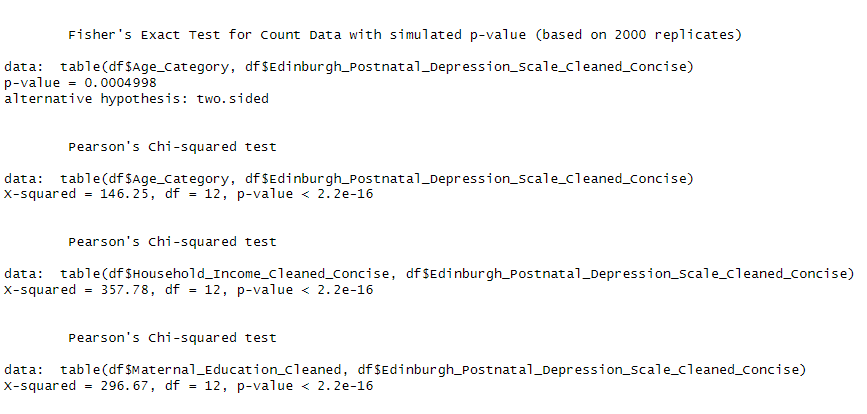 Fisher's Exact Test for Count Data with simulated p-value (based on 2000 replicates)
data:  table(df$Age_Category, df$Edinburgh_Postnatal_Depression_Scale_Cleaned_Concise)
p-value = 0.0004998
alternative hypothesis: two.sided
Pearson's Chi-squared test
data:  table(df$Age_Category, df$Edinburgh_Postnatal_Depression_Scale_Cleaned_Concise)
X-squared = 146.25, df = 12, p-value < 2.2e-16
Pearson's Chi-squared test
data:  table(df$Household_Income_Cleaned_Concise, df$Edinburgh_Postnatal_Depression_Scale_Cleaned_Concise)
X-squared = 357.78, df = 12, p-value < 2.2e-16
Pearson's Chi-squared test
data:  table(df$Maternal_Education_Cleaned, df$Edinburgh_Postnatal_Depression_Scale_Cleaned_Concise)
X-squared = 296.67, df = 12, p-value < 2.2e-16